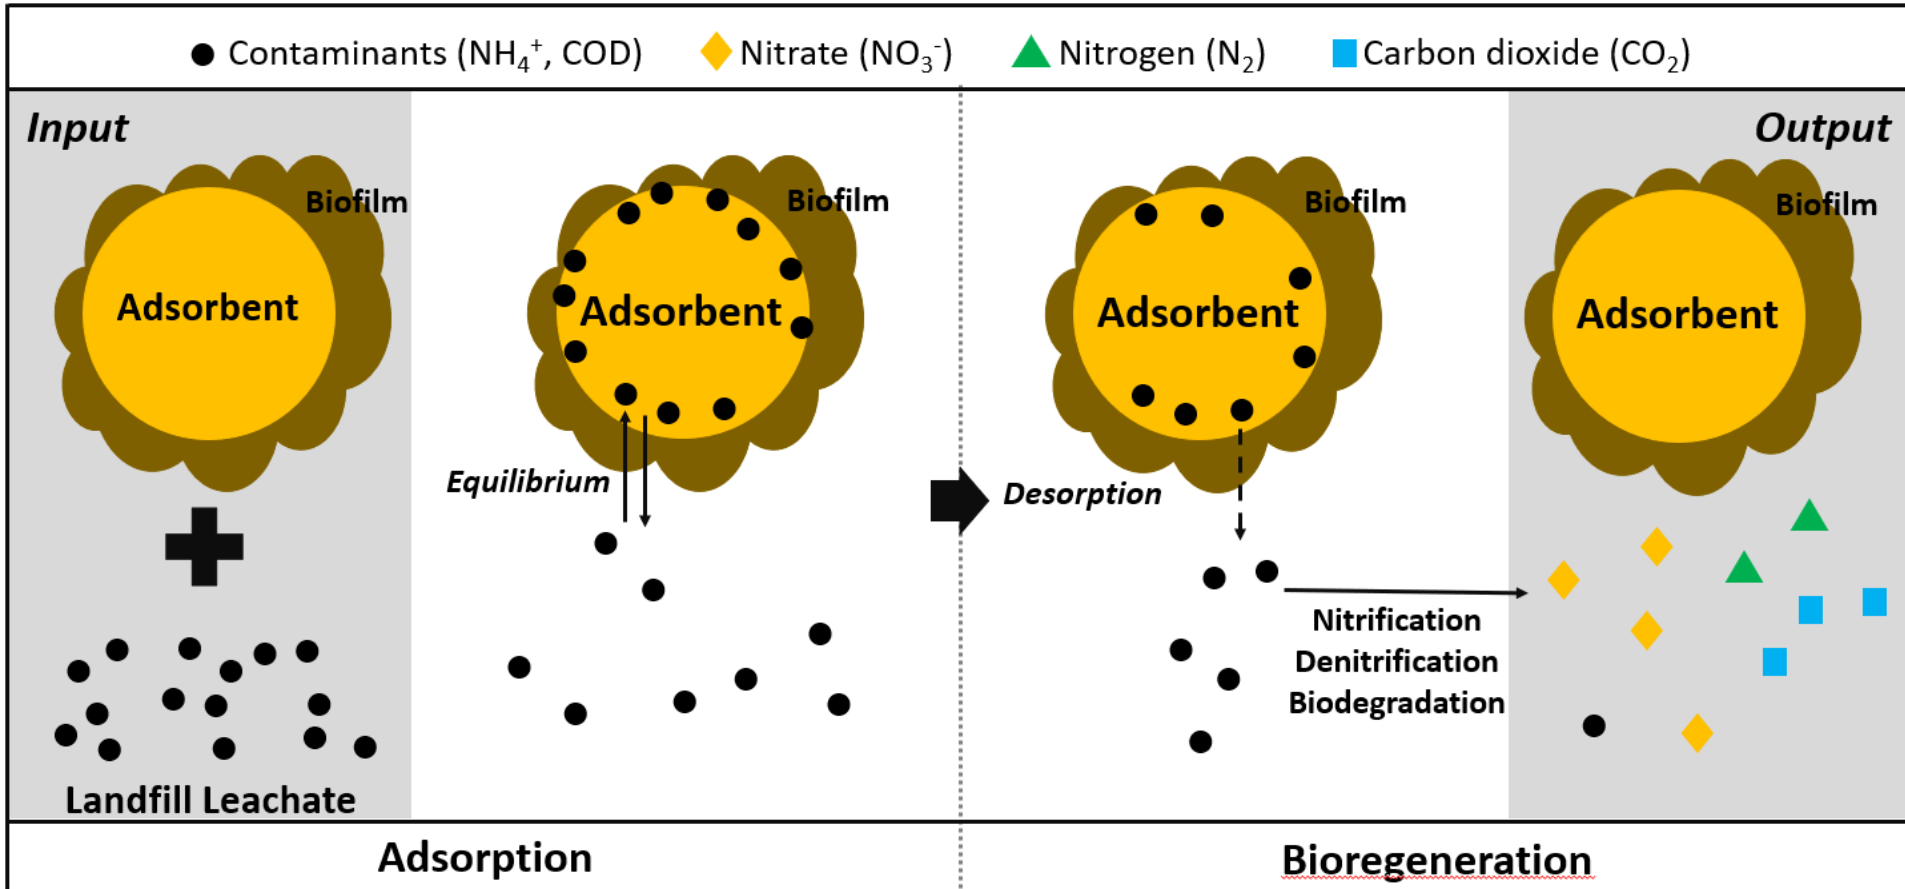 Contaminants (NH₄⁺, COD) Nitrate (NO₃⁻) Nitrogen (N₂) Carbon dioxide (CO₂)
Input
Biofilm
Adsorbent
Landfill Leachate
Biofilm
Adsorbent
Equilibrium
Biofilm
Adsorbent
Desorption
Nitrification
Denitrification
Biodegradation
Output
Biofilm
Adsorbent
Adsorption
Bioregeneration